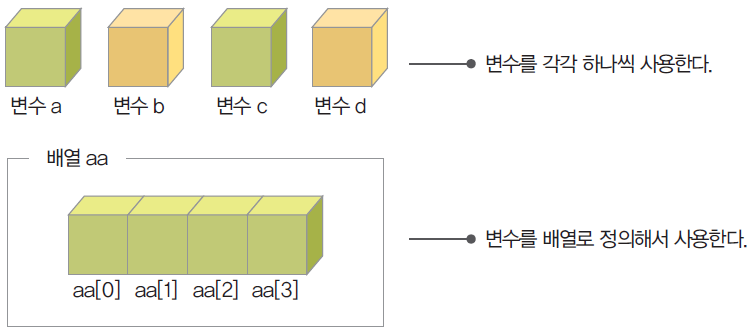 변수 a 변수 b 변수 c 변수 d
변수를 각각 하나씩 사용한다.
배열 aa
aa[0] aa[1] aa[2] aa[3]
변수를 배열로 정의해서 사용한다.